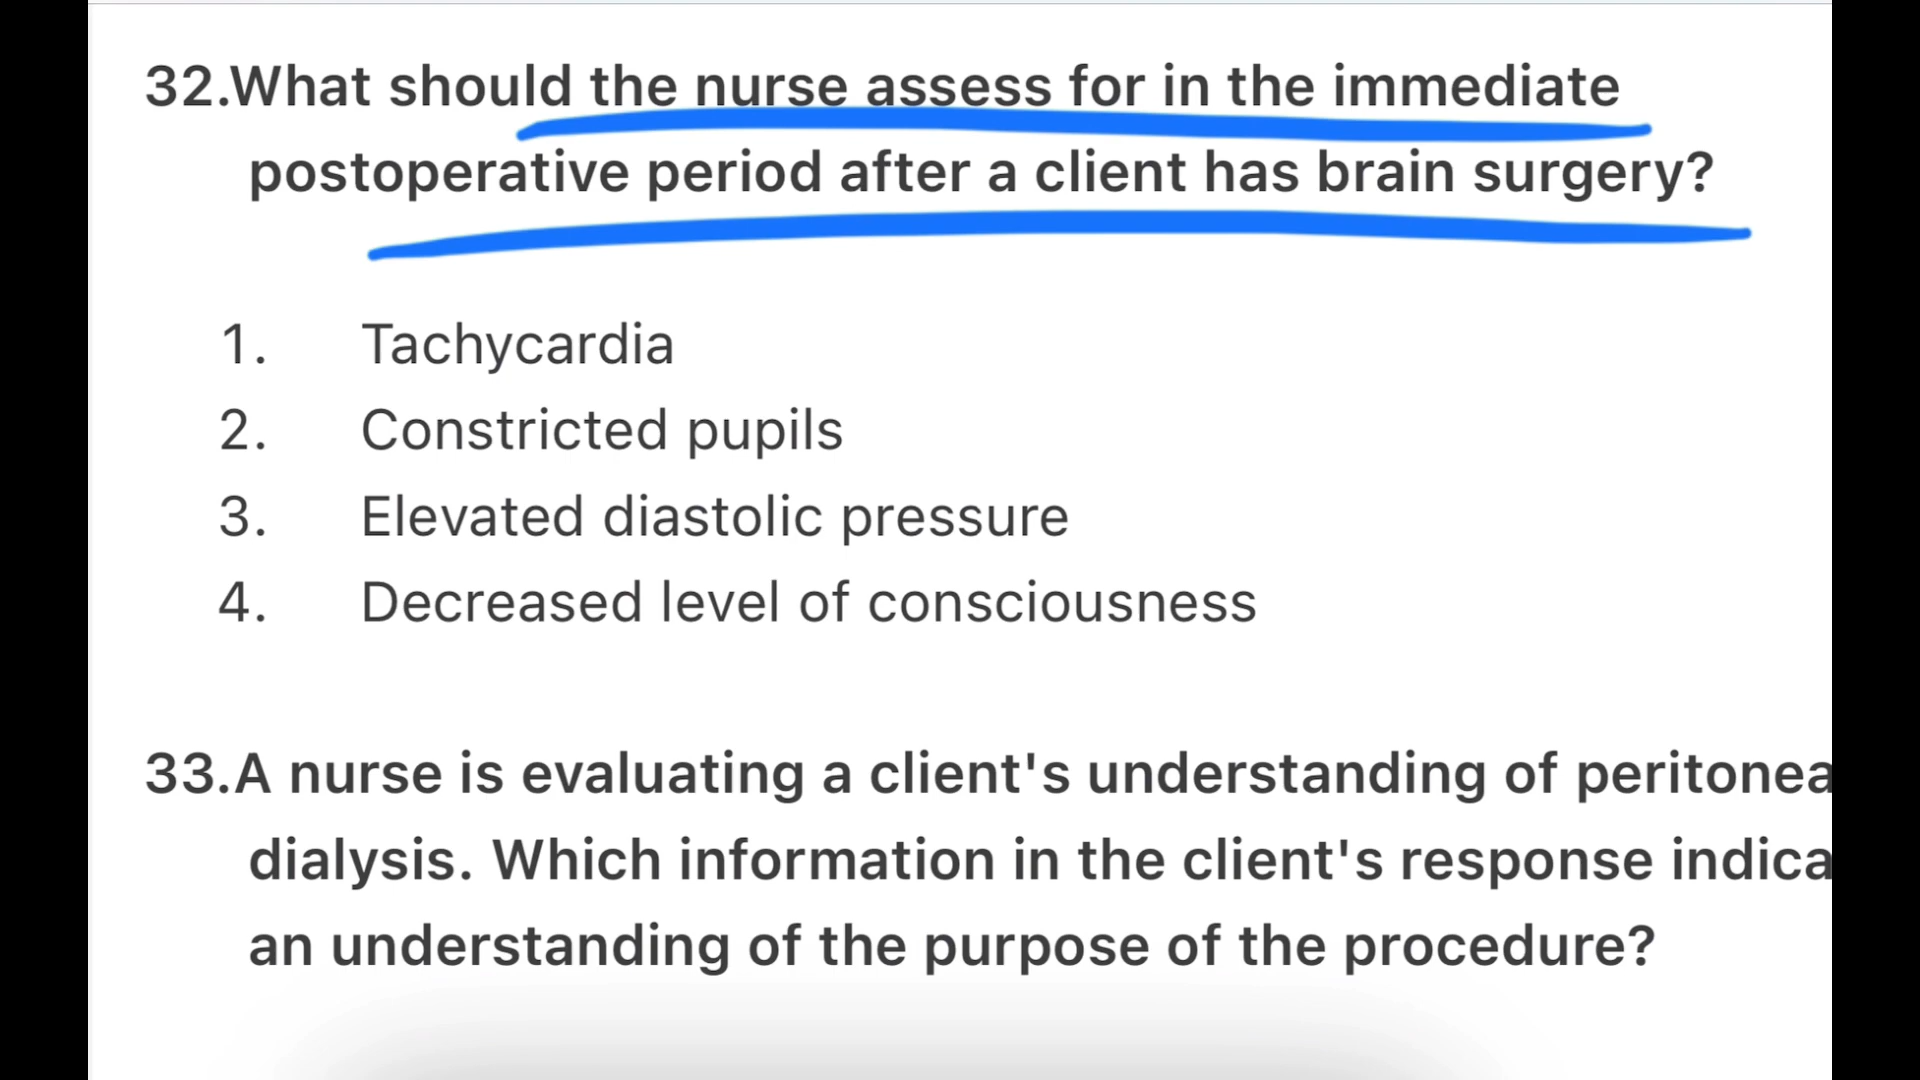 32.What should the nurse assess for in the immediate
postoperative period after a client has brain surgery?
1. Tachycardia
2. Constricted pupils
3. Elevated diastolic pressure
4. Decreased level of consciousness
33.A nurse is evaluating a client's understanding of peritonea
dialysis. Which information in the client's response indica
an understanding of the purpose of the procedure?